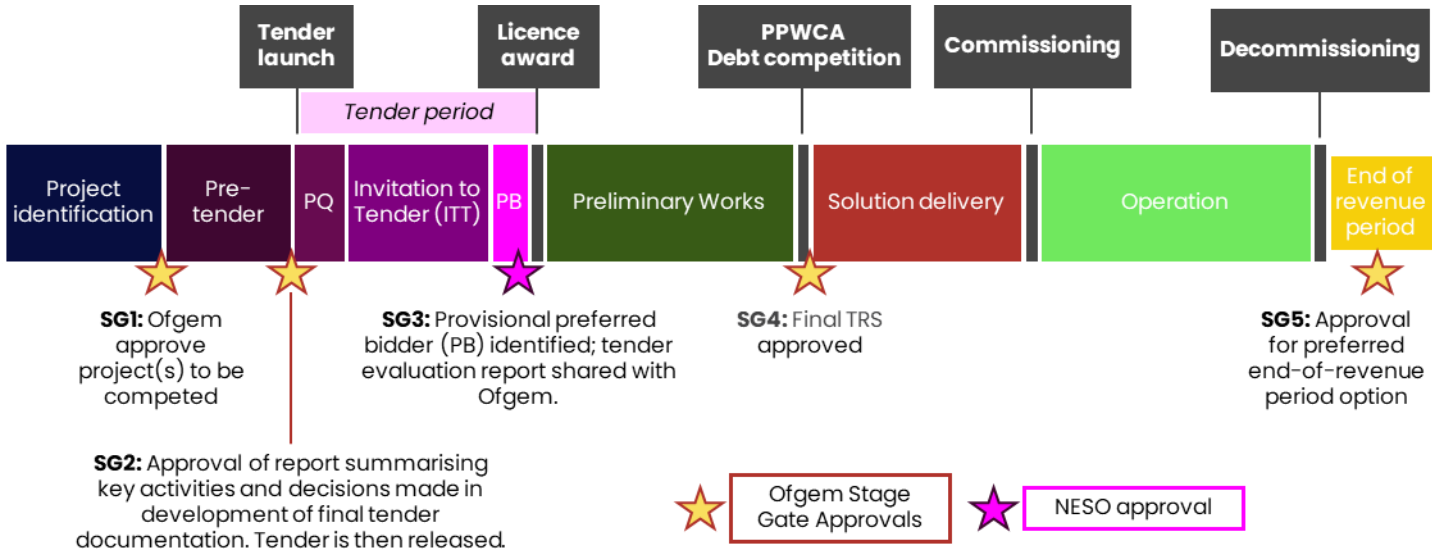 Tender
launch
Licence
award
PPWCA
Debt competition
Commissioning
Decommissioning
Tender period
Project
identification
Pre-
tender
PQ
Invitation to
Tender (ITT)
PB
Preliminary Works
Solution delivery
Operation
End of
revenue
period
SG1: Ofgem
approve
project(s) to be
competed
SG3: Provisional preferred
bidder (PB) identified; tender
evaluation report shared with
Ofgem.
SG4: Final TRS
approved
SG5: Approval
for preferred
end-of-revenue
period option
SG2: Approval of report summarising
key activities and decisions made in
development of final tender
documentation. Tender is then released.
Ofgem Stage
Gate Approvals
NESO approval